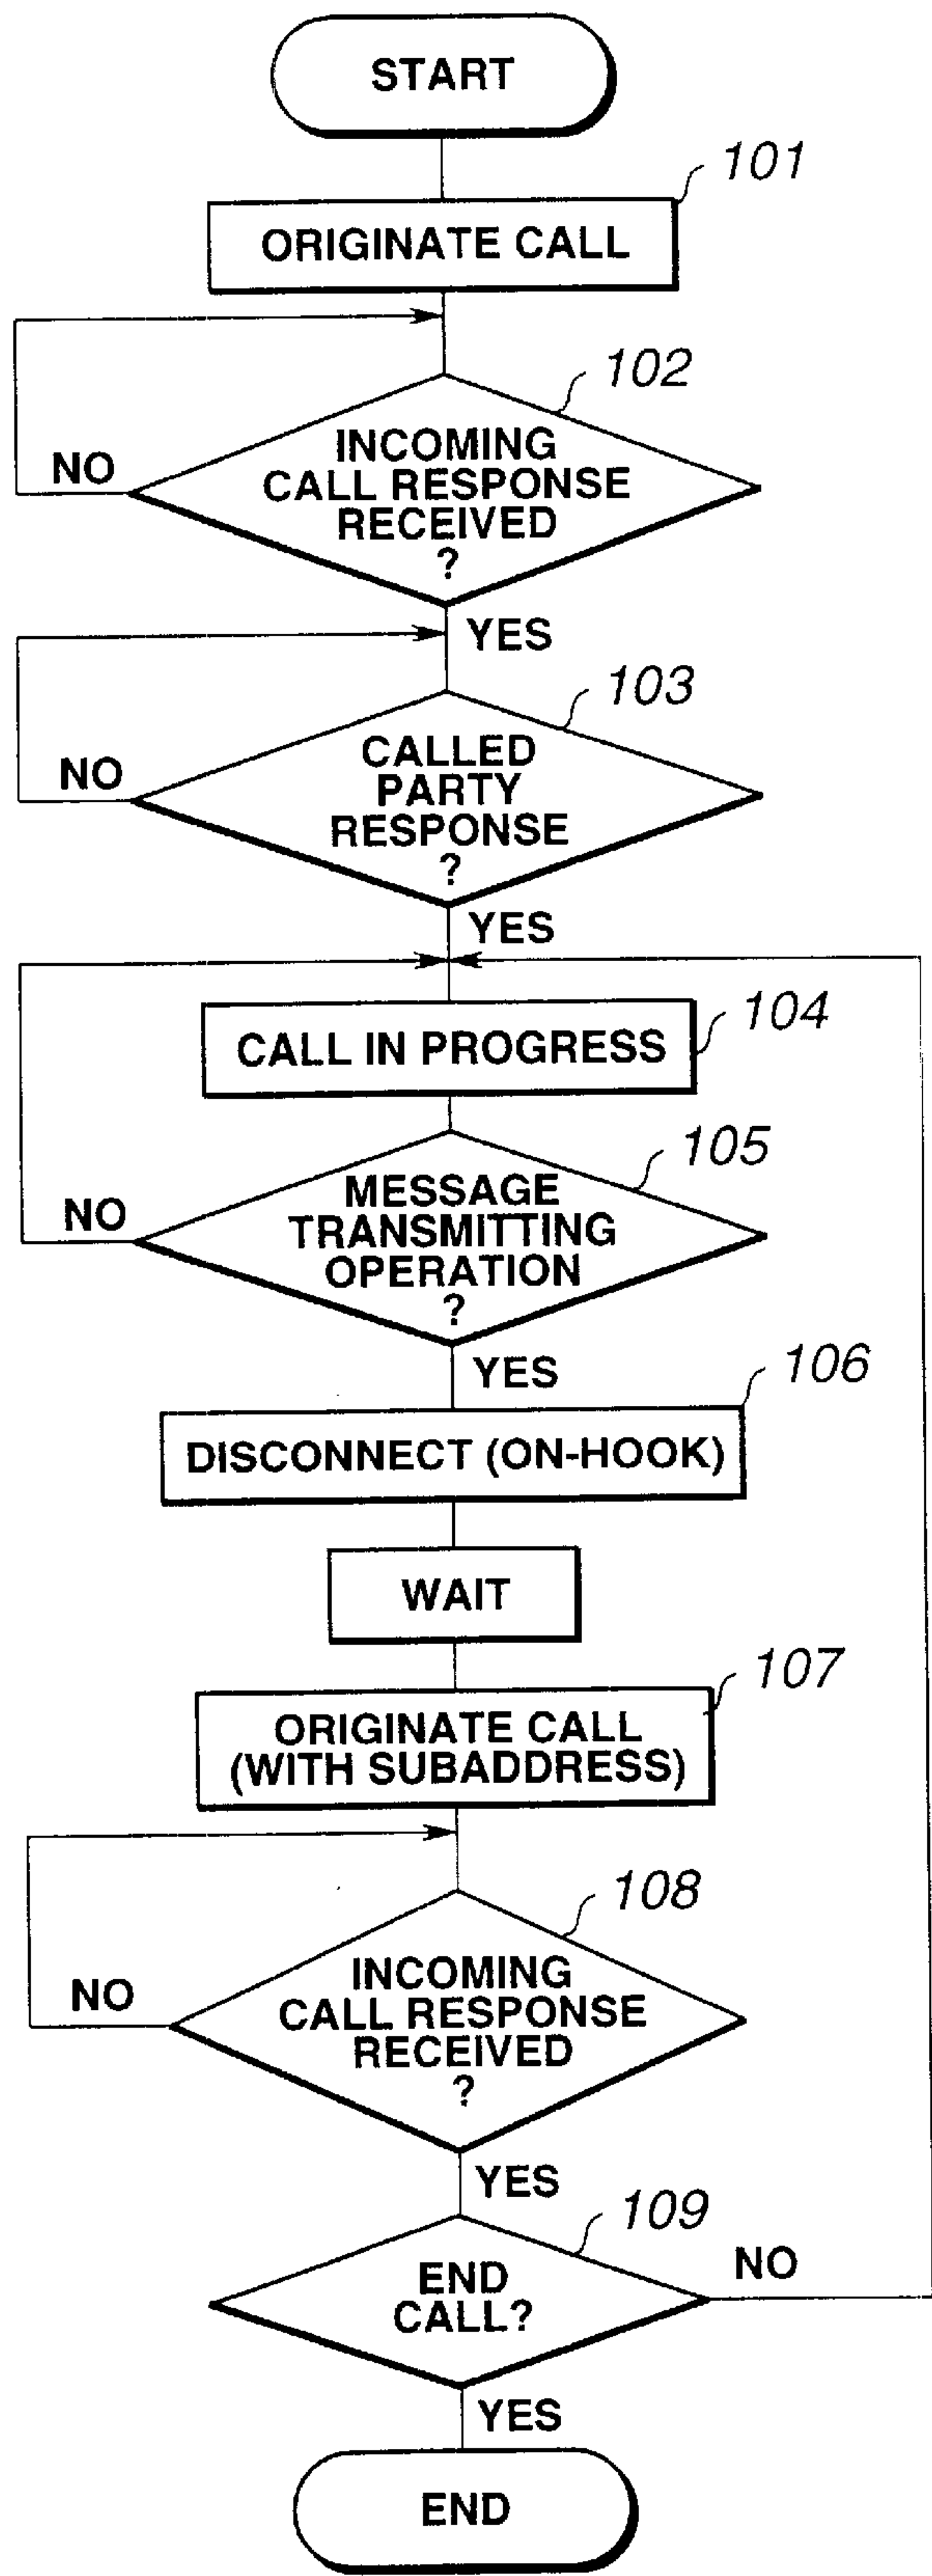 START
101
ORIGINATE CALL
102
INCOMING
CALL RESPONSE
RECEIVED
?
NO
YES
103
CALLED
PARTY
RESPONSE
?
NO
YES
104
CALL IN PROGRESS
105
MESSAGE
TRANSMITTING
OPERATION
?
NO
YES
106
DISCONNECT (ON-HOOK)
WAIT
107
ORIGINATE CALL
(WITH SUBADDRESS)
108
INCOMING
CALL RESPONSE
RECEIVED
?
NO
YES
109
END
CALL?
NO
YES
END